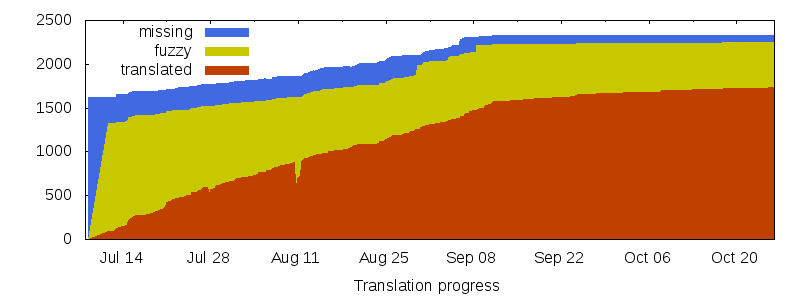 2500
2000
1500
1000
500
0
missing
fuzzy
translated
Jul 14 Jul 28 Aug 11 Aug 25 Sep 08 Sep 22 Oct 06 Oct 20
Translation progress